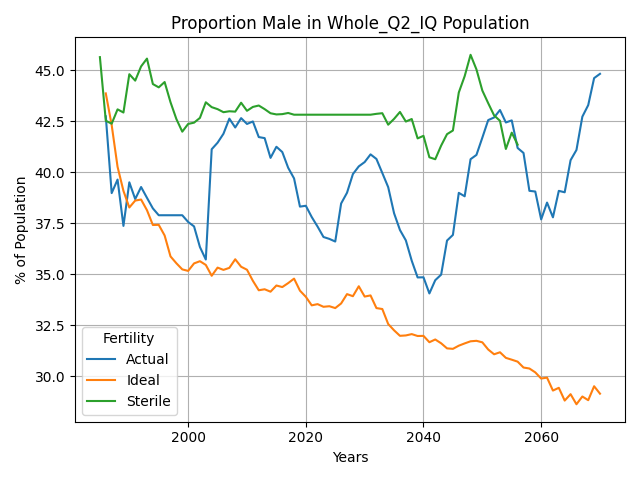 Proportion Male in Whole_Q2_IQ Population
% of Population
45.0
42.5
40.0
37.5
35.0
32.5
30.0
Fertility
Actual
Ideal
Sterile
2000 2020 2040 2060
Years